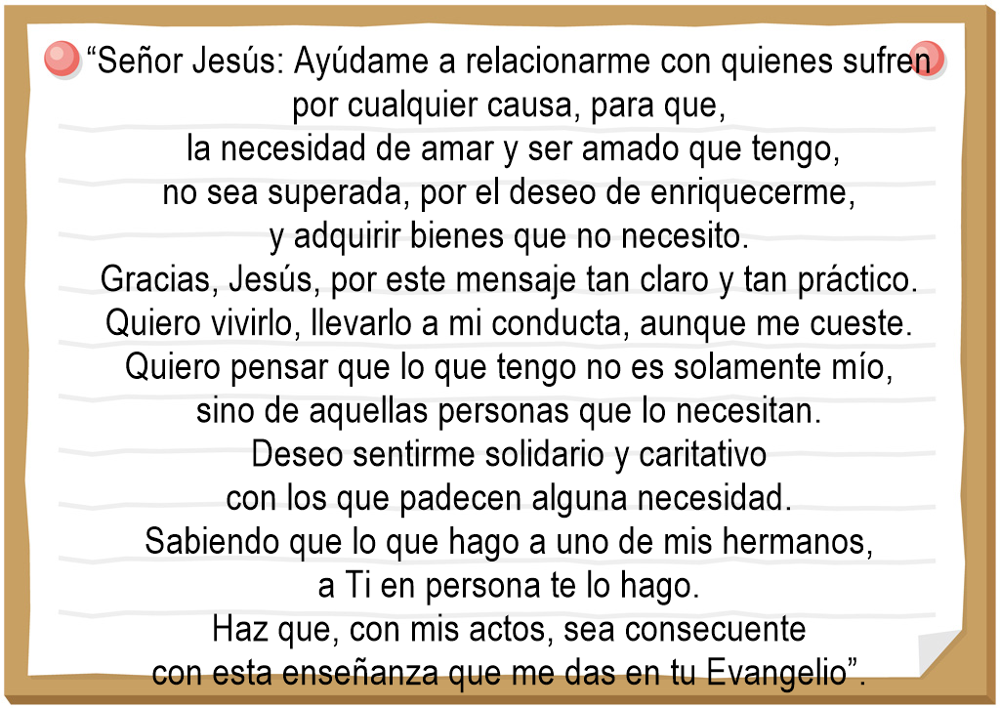 “Señor Jesús: Ayúdame a relacionarme con quienes sufren
por cualquier causa, para que,
la necesidad de amar y ser amado que tengo,
no sea superada, por el deseo de enriquecerme,
y adquirir bienes que no necesito.
Gracias, Jesús, por este mensaje tan claro y tan práctico.
Quiero vivirlo, llevarlo a mi conducta, aunque me cueste.
Quiero pensar que lo que tengo no es solamente mío,
sino de aquellas personas que lo necesitan.
Deseo sentirme solidario y caritativo
con los que padecen alguna necesidad.
Sabiendo que lo que hago a uno de mis hermanos,
a Ti en persona te lo hago.
Haz que, con mis actos, sea consecuente
con esta enseñanza que me das en tu Evangelio”.